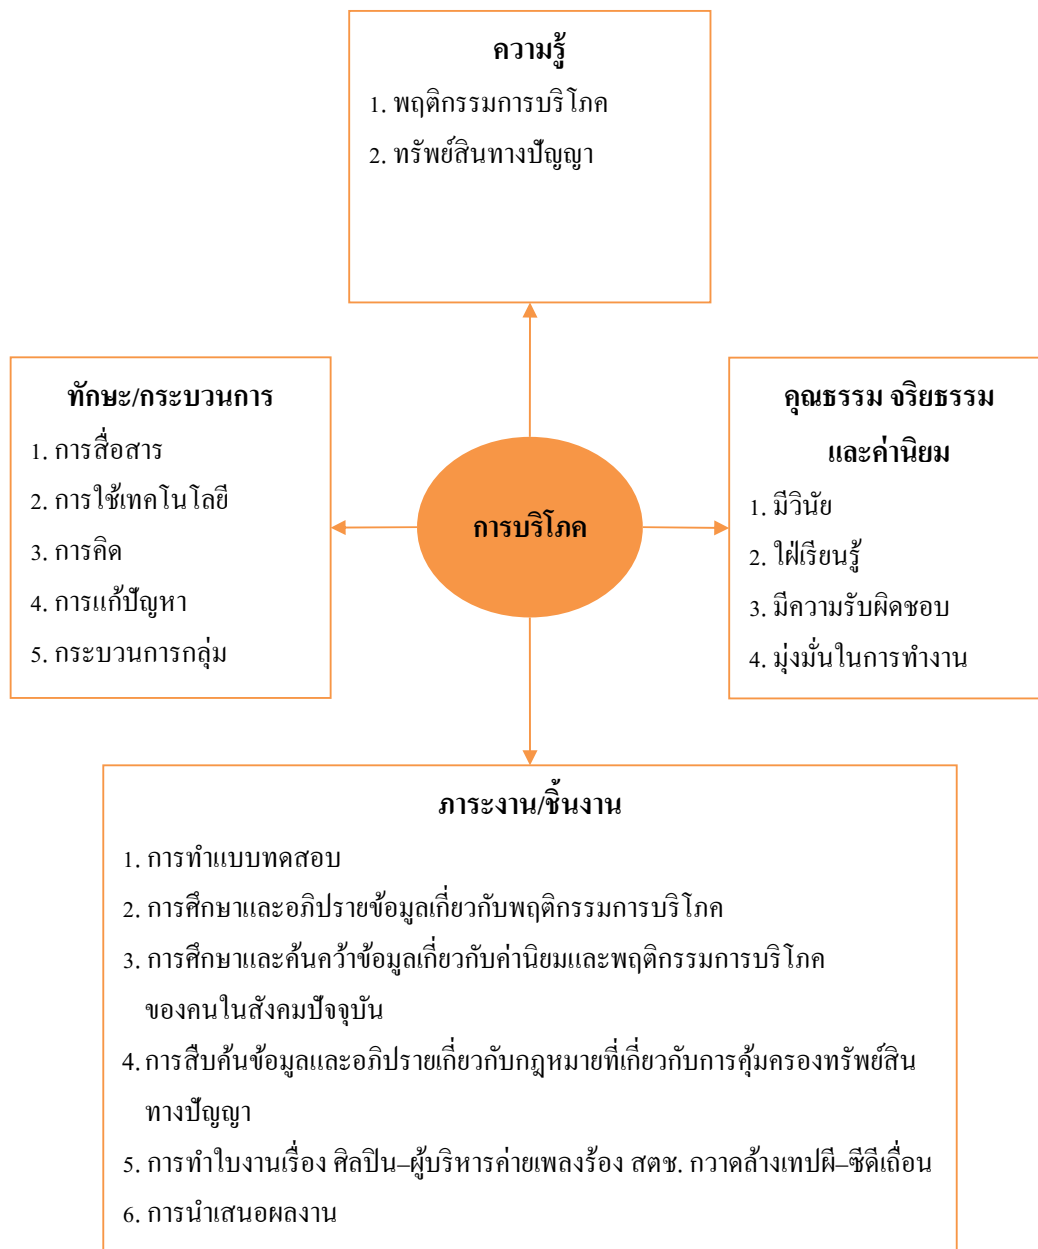 ความรู้
1. พฤติกรรมการบริโภค
2. ทรัพย์สินทางปัญญา
ทักษะ/กระบวนการ
1. การสื่อสาร
2. การใช้เทคโนโลยี
3. การคิด
4. การแก้ปัญหา
5. กระบวนการกลุ่ม
การบริโภค
คุณธรรม จริยธรรม
และค่านิยม
1. มีวินัย
2. ใฝ่เรียนรู้
3. มีความรับผิดชอบ
4. มุ่งมั่นในการทำงาน
ภาระงาน/ชิ้นงาน
1. การทำแบบทดสอบ
2. การศึกษาและอภิปรายข้อมูลเกี่ยวกับพฤติกรรมการบริโภค
3. การศึกษาและค้นคว้าข้อมูลเกี่ยวกับค่านิยมและพฤติกรรมการบริโภค
ของคนในสังคมปัจจุบัน
4. การสืบค้นข้อมูลและอภิปรายเกี่ยวกับกฎหมายที่เกี่ยวกับการคุ้มครองทรัพย์สิน
ทางปัญญา
5. การทำใบงานเรื่อง ศิลปิน–ผู้บริหารค่ายเพลงร้อง สตช. กวาดล้างเทปผี–ซีดีเถื่อน
6. การนำเสนอผลงาน